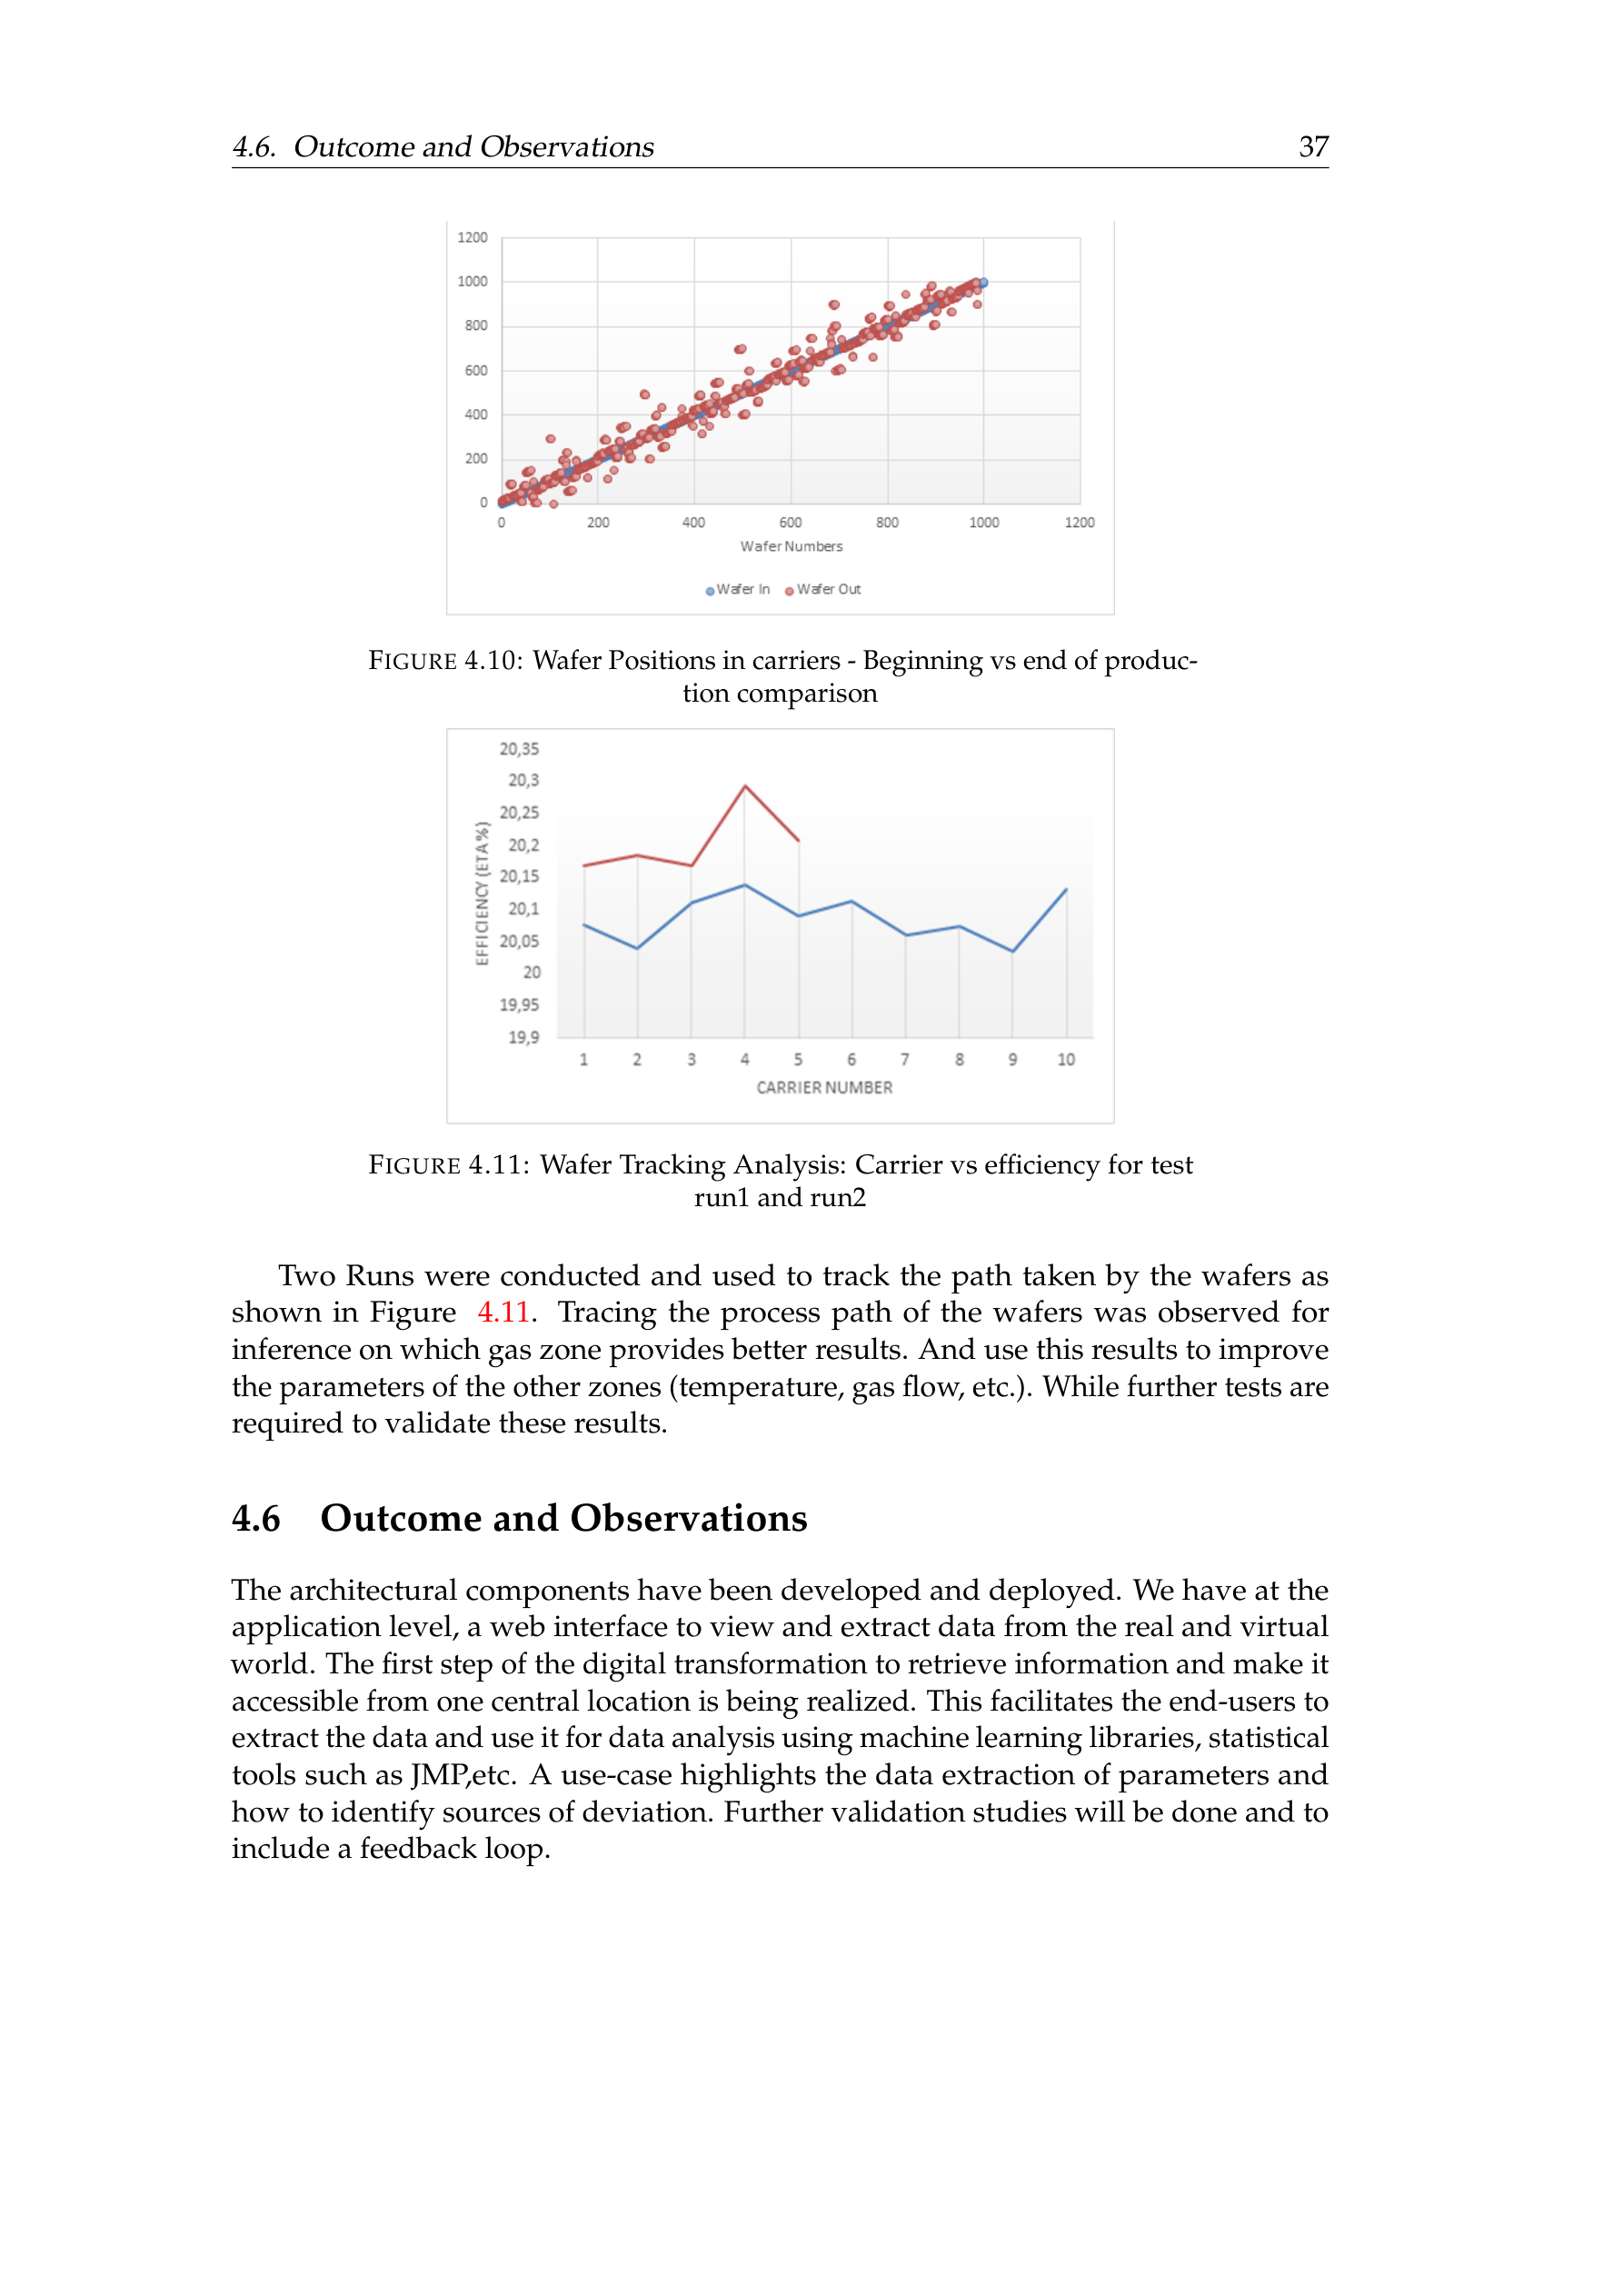 4.6. Outcome and Observations 37
1200
1000
800
600
400
200
0
0 200 400 600 800 1000 1200
Wafer Numbers
Wafer In Wafer Out
FIGURE 4.10: Wafer Positions in carriers - Beginning vs end of produc-
tion comparison
20,35
20,3
20,25
20,2
20,15
20,1
20,05
20
19,95
19,9
EFFICIENCY (ETA%)
1 2 3 4 5 6 7 8 9 10
CARRIER NUMBER
FIGURE 4.11: Wafer Tracking Analysis: Carrier vs efficiency for test
run1 and run2
Two Runs were conducted and used to track the path taken by the wafers as
shown in Figure 4.11. Tracing the process path of the wafers was observed for
inference on which gas zone provides better results. And use this results to improve
the parameters of the other zones (temperature, gas flow, etc.). While further tests are
required to validate these results.
4.6 Outcome and Observations
The architectural components have been developed and deployed. We have at the
application level, a web interface to view and extract data from the real and virtual
world. The first step of the digital transformation to retrieve information and make it
accessible from one central location is being realized. This facilitates the end-users to
extract the data and use it for data analysis using machine learning libraries, statistical
tools such as JMP,etc. A use-case highlights the data extraction of parameters and
how to identify sources of deviation. Further validation studies will be done and to
include a feedback loop.